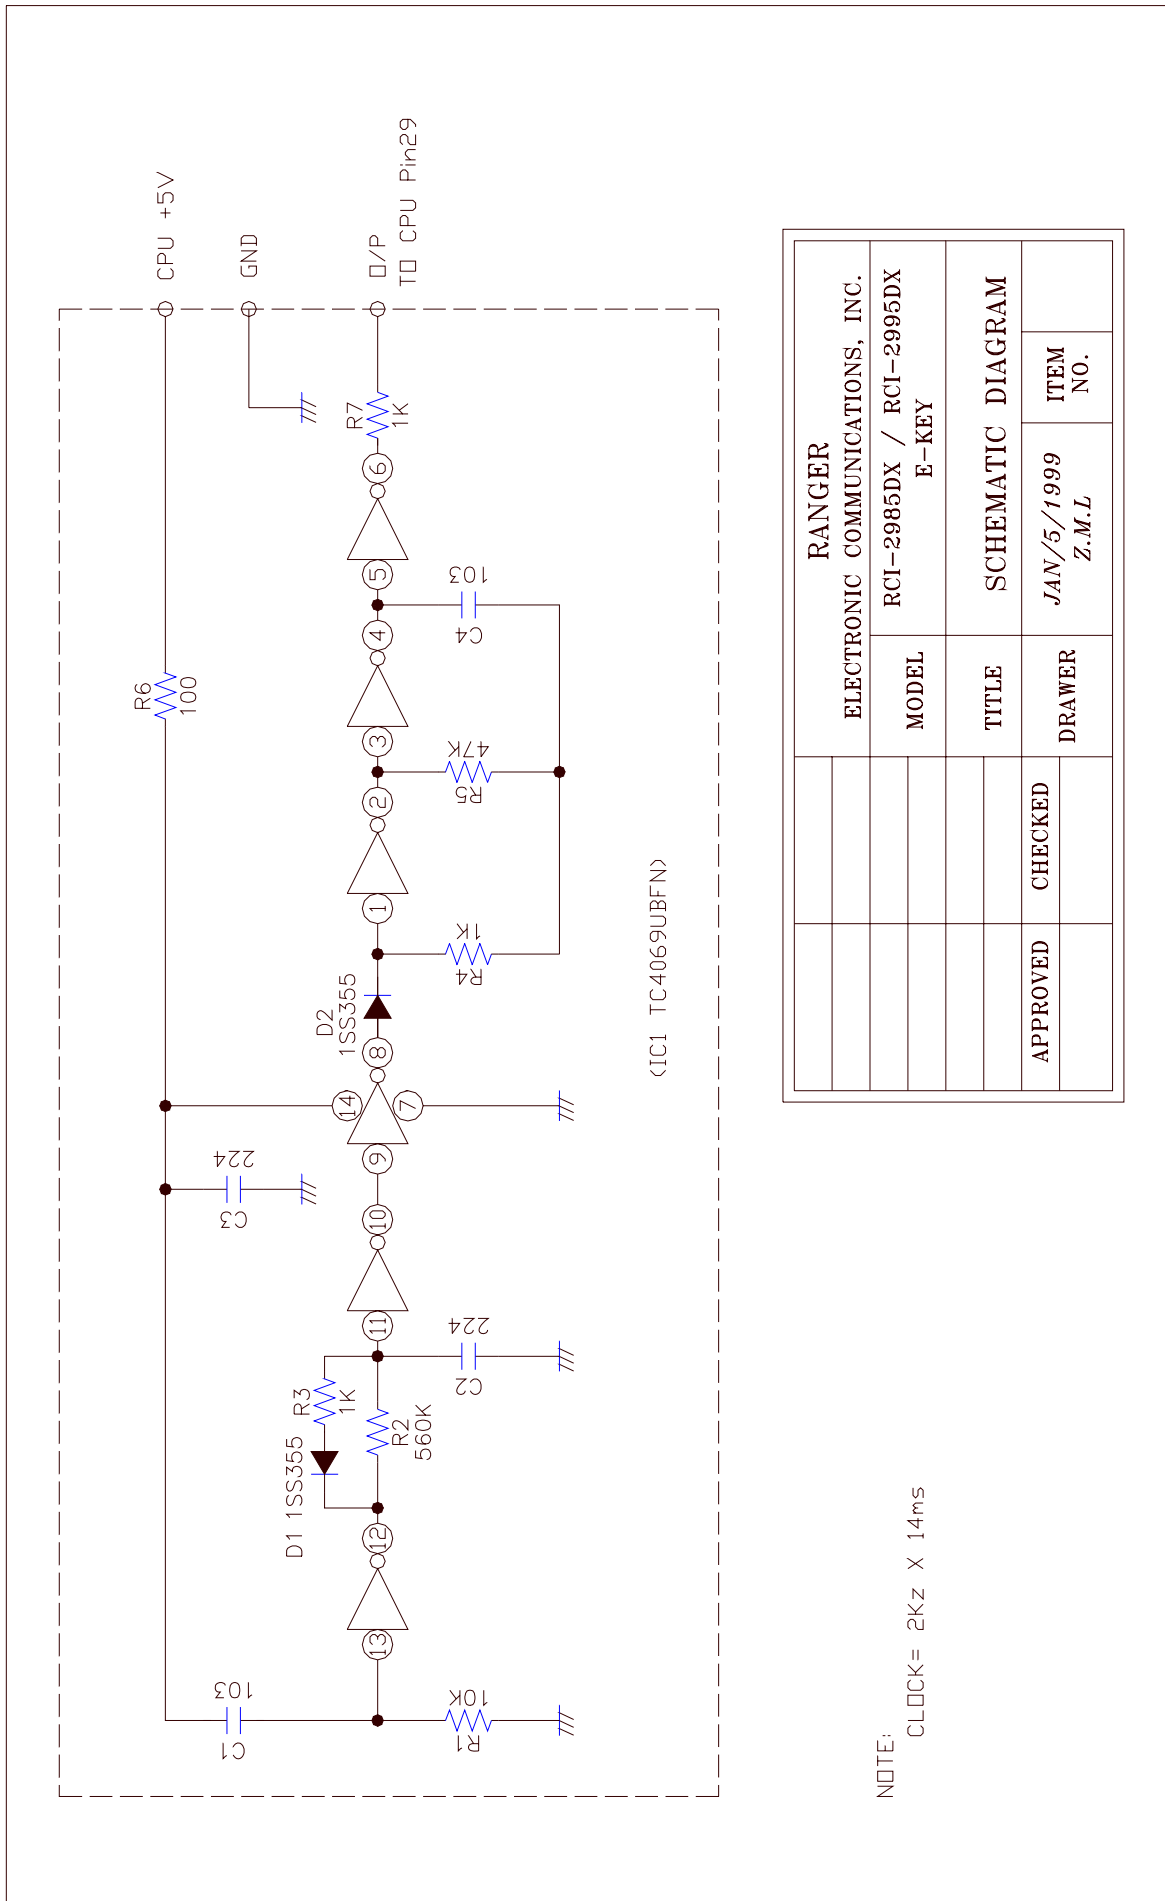 CPU +5V
GND
O/P
TO CPU Pin29
R6
100
C1
103
C3
224
D1 1SS355
R3
1K
R2
560K
13
12
11
10
9
14
8
7
D2
1SS355
1
2
3
4
5
6
R7
1K
R1
10K
C2
224
R4
1K
R5
47K
C4
103
(IC1 TC4069UBFN)
NOTE:
CLOCK= 2Kz X 14ms
RANGER
ELECTRONIC COMMUNICATIONS, INC.
MODEL
RCI-2985DX / RCI-2995DX
E-KEY
TITLE
SCHEMATIC DIAGRAM
APPROVED
CHECKED
DRAWER
JAN/5/1999
Z.M.L
ITEM
NO.